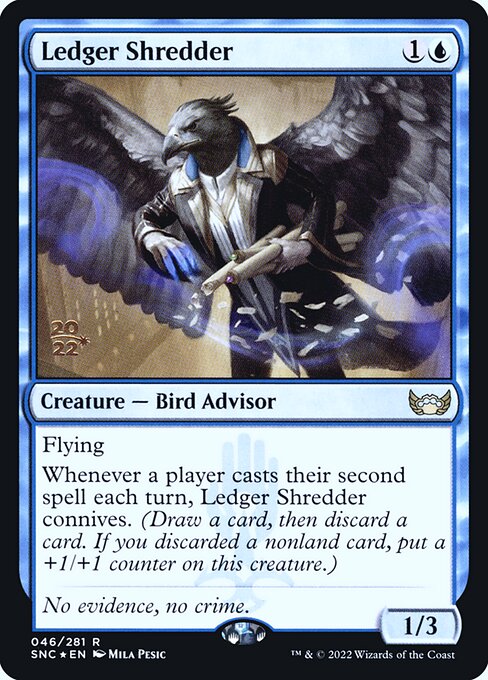 Ledger Shredder 1
20
22
Creature — Bird Advisor
Flying
Whenever a player casts their second
spell each turn, Ledger Shredder
connives. (Draw a card, then discard a
card. If you discarded a nonland card, put a
+1/+1 counter on this creature.)
No evidence, no crime.
1/3
046/281 R
SNC ★ EN Mila Pesic
™ & © 2022 Wizards of the Coast